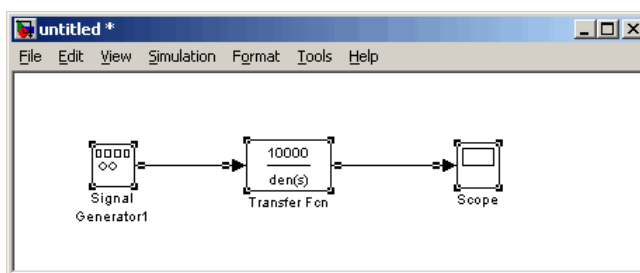 untitled *
File Edit View Simulation Format Tools Help
10000
den(s)
Signal
Generator1
Transfer Fcn
Scope